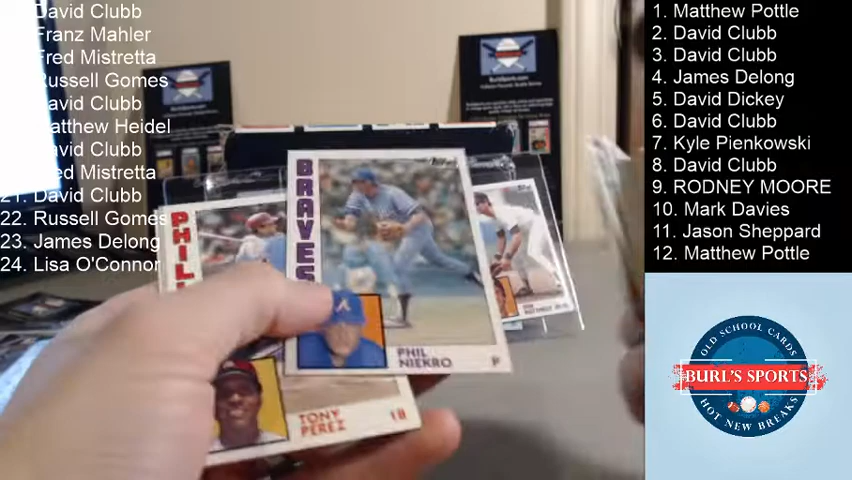 David Clubb
Franz Mahler
Fred Mistretta
Russell Gomes
David Clubb
Matthew Heidel
David Clubb
Fred Mistretta
21. David Clubb
22. Russell Gomes
23. James Delong
24. Lisa O'Connor
1. Matthew Pottle
2. David Clubb
3. David Clubb
4. James Delong
5. David Dickey
6. David Clubb
7. Kyle Pienkowski
8. David Clubb
9. RODNEY MOORE
10. Mark Davies
11. Jason Sheppard
12. Matthew Pottle
BRAVES
PHIL
NIEKRO
P
PHIL
TONY
PEREZ
1B
Topps
OLD SCHOOL CARDS
BURL'S SPORTS
HOT NEW BREAKS